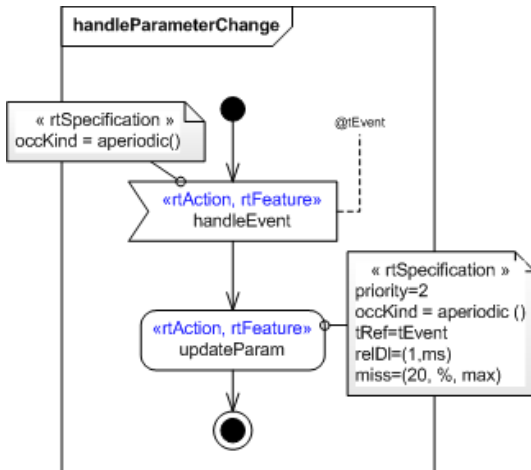 handleParameterChange
« rtSpecification »
occKind = aperiodic()
@tEvent
«rtAction, rtFeature»
handleEvent
«rtAction, rtFeature»
updateParam
« rtSpecification »
priority=2
occKind = aperiodic ()
tRef=tEvent
relDl=(1,ms)
miss=(20, %, max)